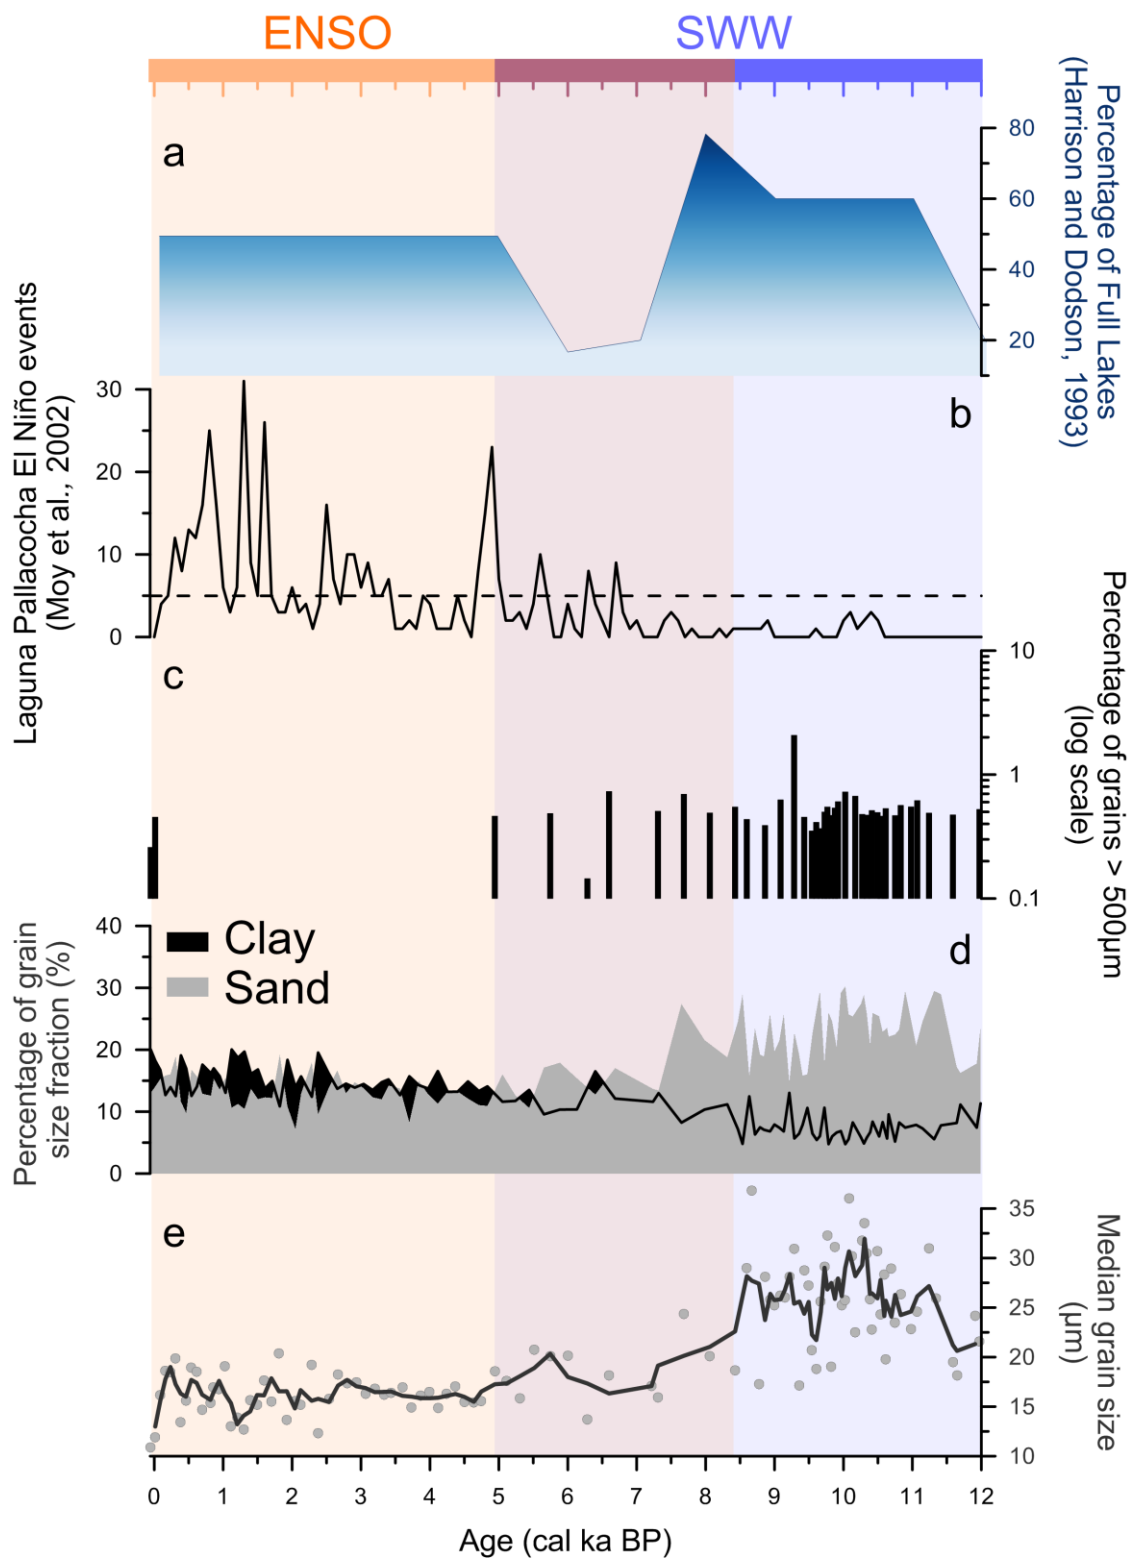 ENSO
SWW
a
80
60
40
20
Percentage of Full Lakes
(Harrison and Dodson, 1993)
b
30
20
10
0
Laguna Pallacocha El Niño events
(Moy et al., 2002)
c
10
1
0.1
Percentage of grains > 500µm
(log scale)
40
30
20
10
0
Percentage of grain
size fraction (%)
Clay
Sand
d
e
35
30
25
20
15
10
Median grain size
(µm)
0 1 2 3 4 5 6 7 8 9 10 11 12
Age (cal ka BP)